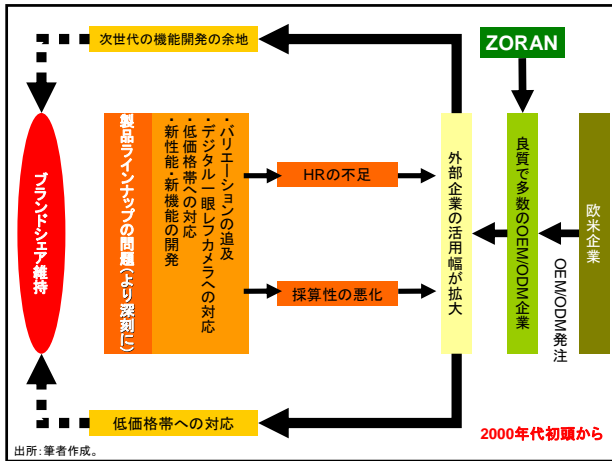 次世代の機能開発の余地
ZORAN
ブランドシェア維持
製品ラインナップの問題(より深刻に)
・バリエーションの追及
・デジタル一眼レフカメラへの対応
・低価格帯への対応
・新性能・新機能の開発
HRの不足
採算性の悪化
外部企業の活用幅が拡大
良質で多数のOEM/ODM企業
OEM/ODM発注
欧米企業
低価格帯への対応
2000年代初頭から
出所:筆者作成。